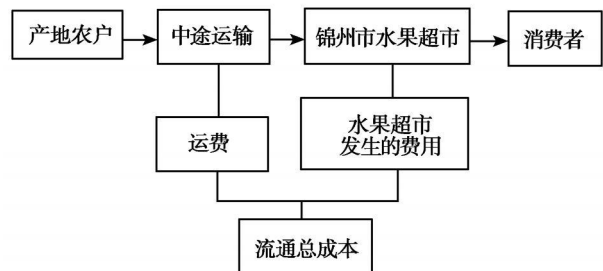 产地农户
中途运输
锦州市水果超市
消费者
运费
水果超市
发生的费用
流通总成本